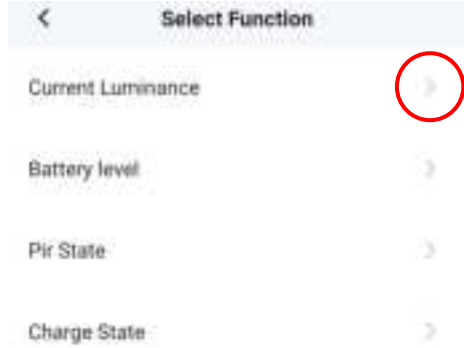 Select Function
Current Luminance
Battery level
Pir State
Charge State